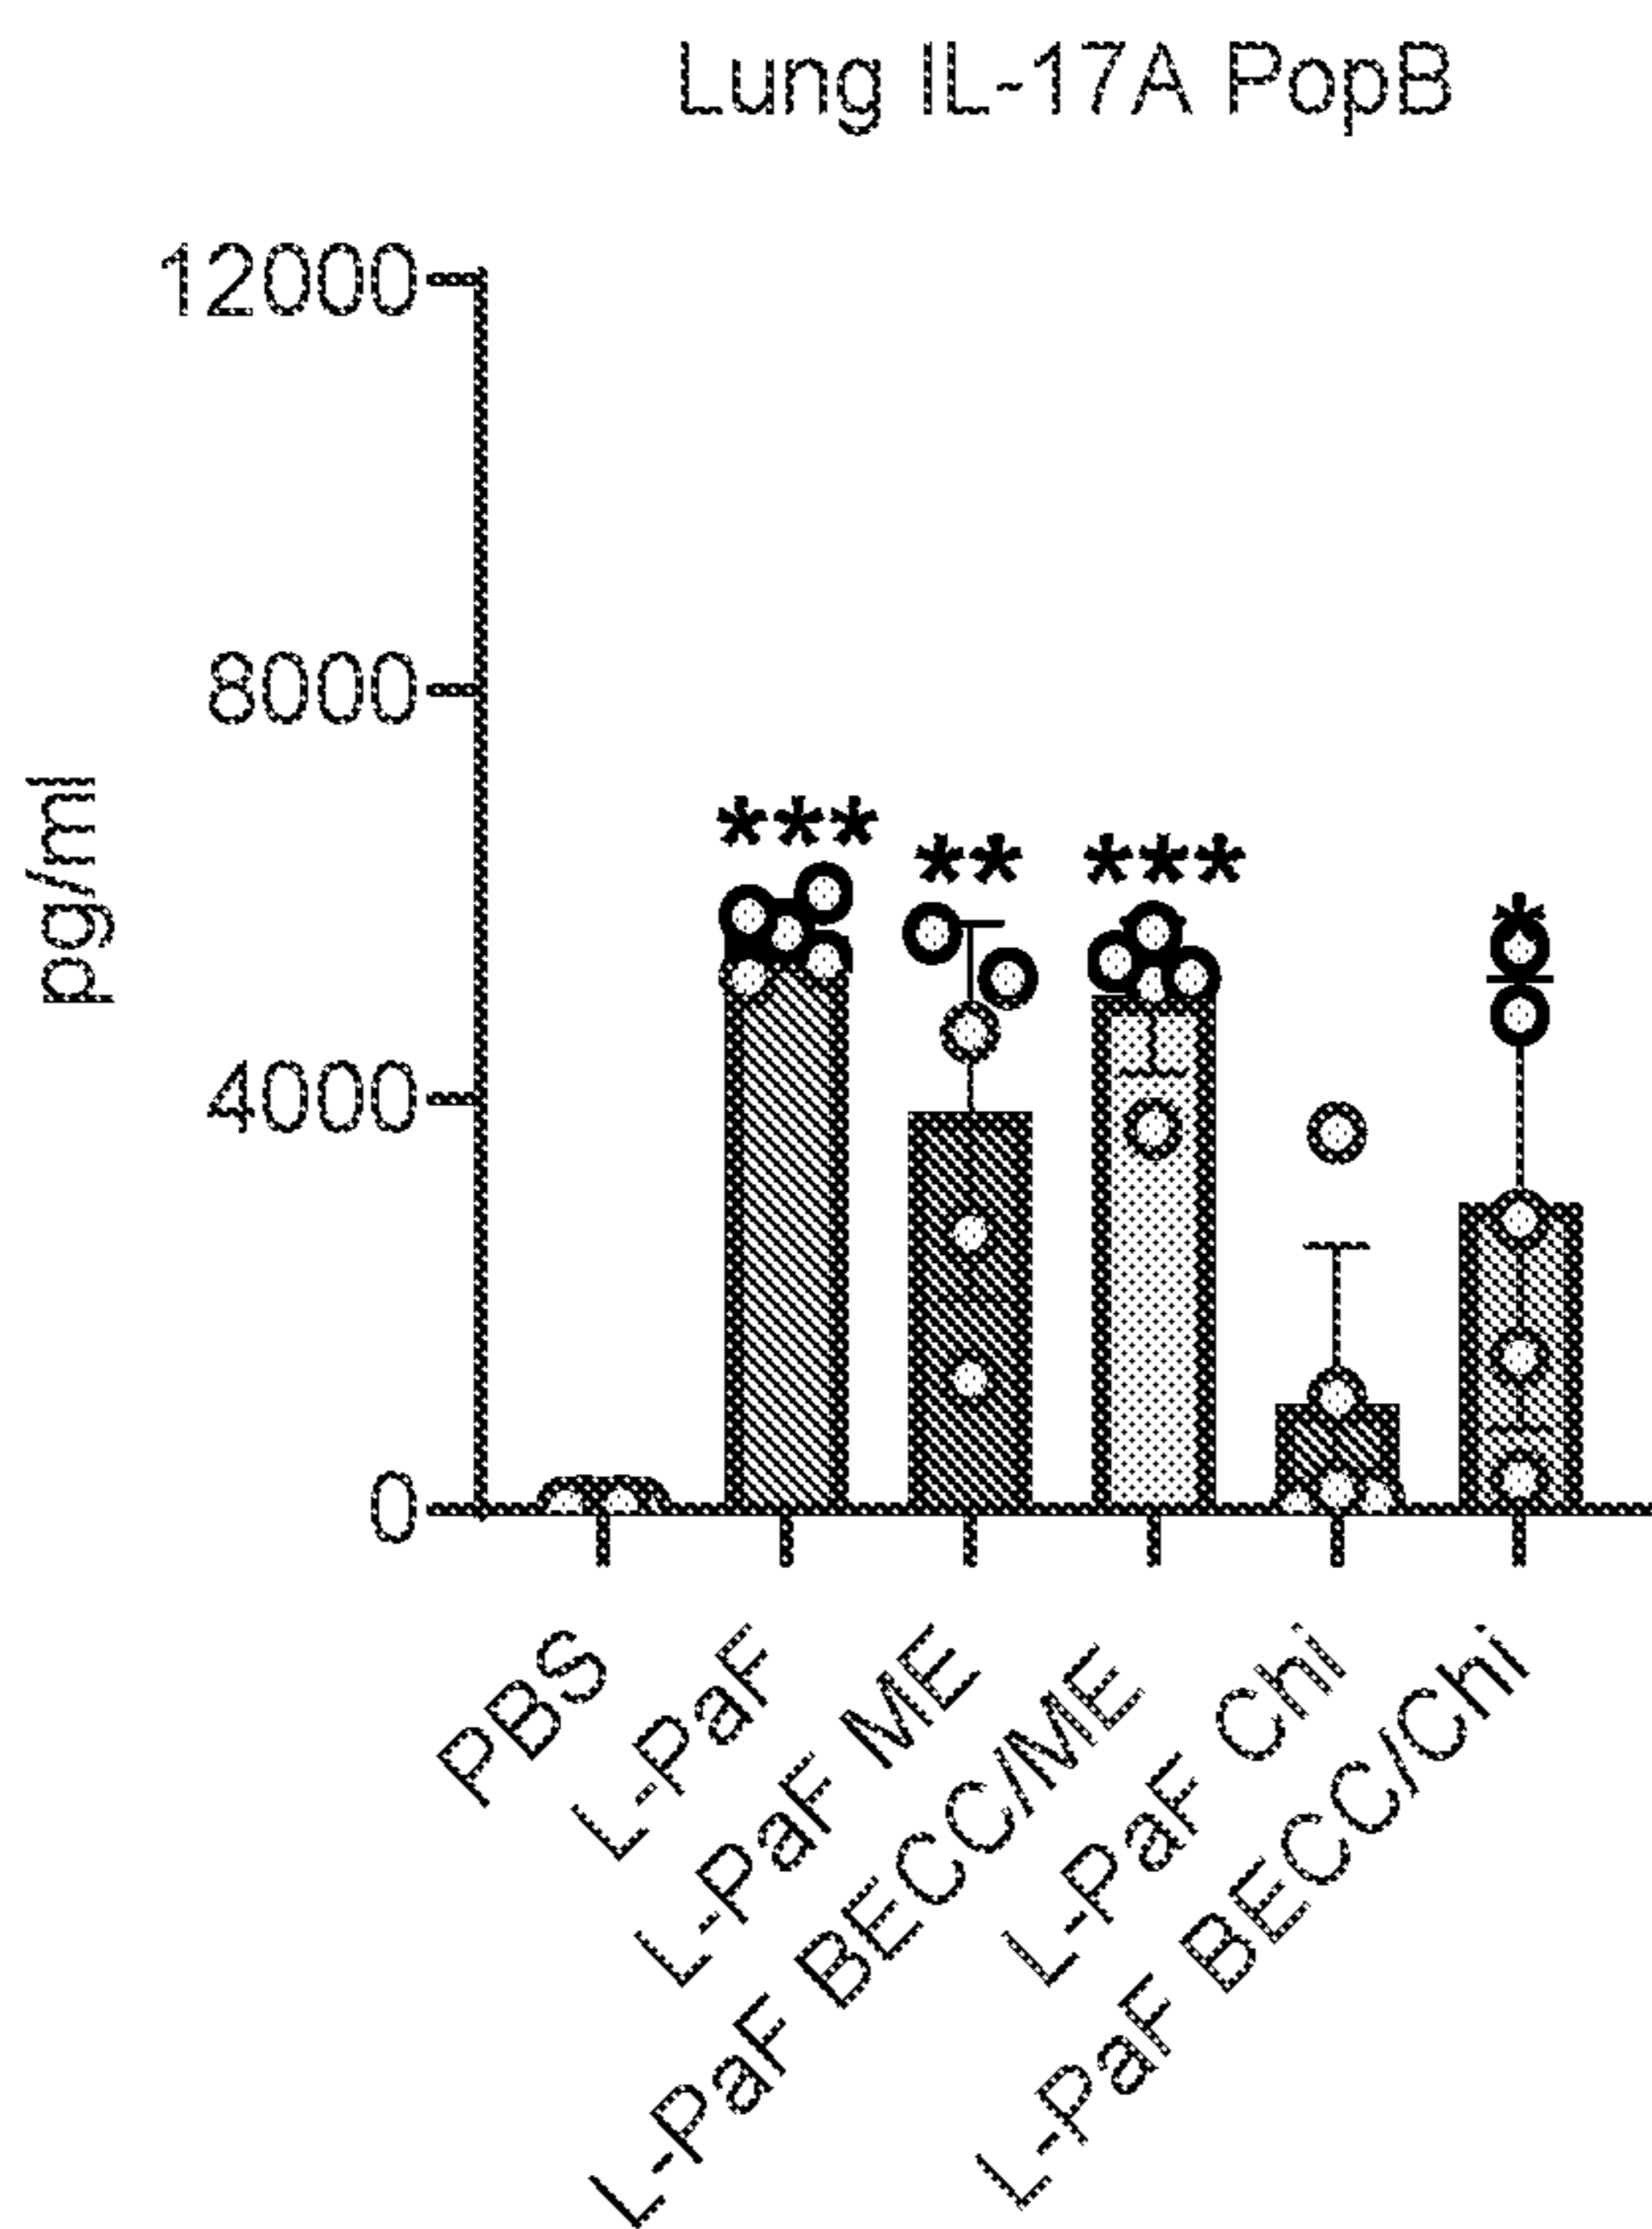 Lung IL-17A PopB
12000
8000
4000
0
pg/ml
***
**
***
*
PBS
L-PaF
L-PaF ME
L-PaF BECC/ME
L-PaF Chi
L-PaF BECC/Chi